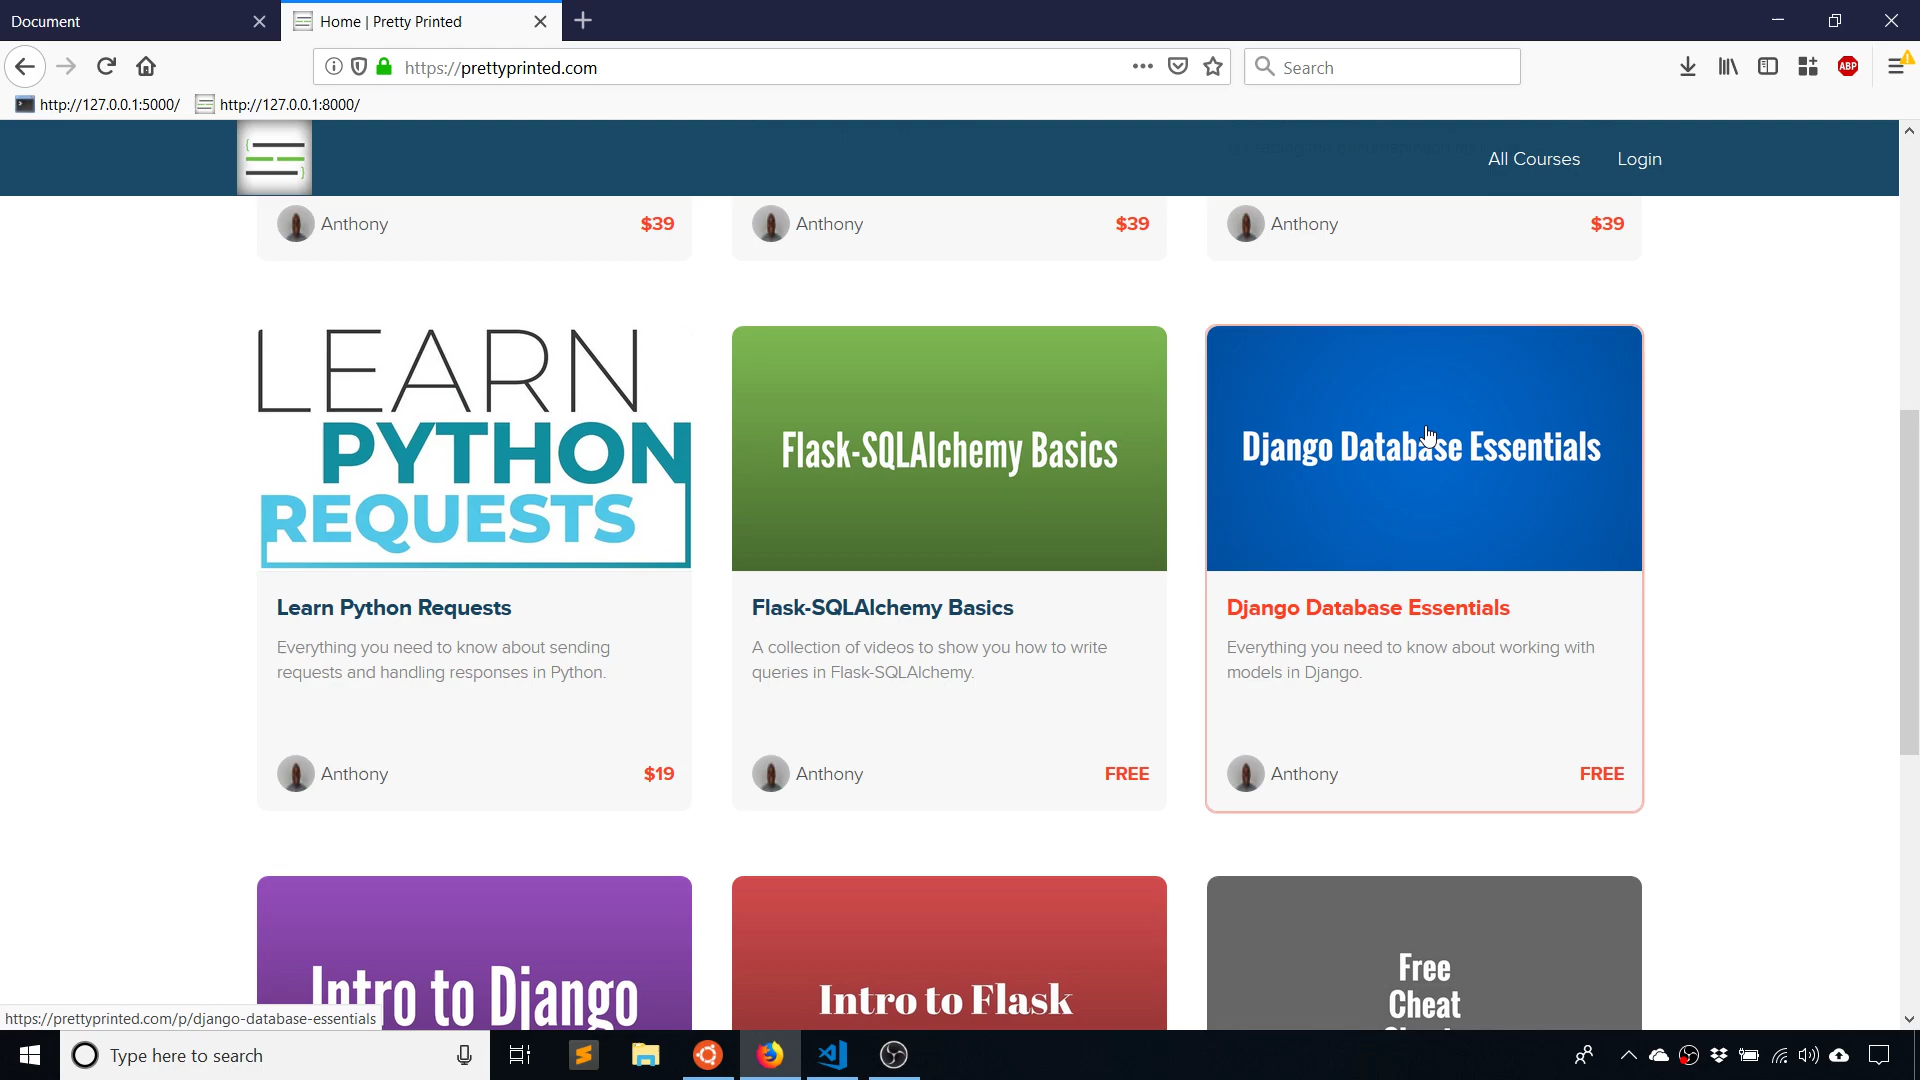 Document
Home | Pretty Printed
https://prettyprinted.com
Search
http://127.0.0.1:5000/
http://127.0.0.1:8000/
All Courses
Login
Anthony
$39
Anthony
$39
Anthony
$39
LEARN
PYTHON
REQUESTS
Flask-SQLAlchemy Basics
Django Database Essentials
Learn Python Requests
Everything you need to know about sending
requests and handling responses in Python.
Flask-SQLAlchemy Basics
A collection of videos to show you how to write
queries in Flask-SQLAlchemy.
Django Database Essentials
Everything you need to know about working with
models in Django.
Anthony
$19
Anthony
FREE
Anthony
FREE
Intro to Django
Intro to Flask
Free
Cheat
https://prettyprinted.com/p/django-database-essentials
Type here to search
ABP